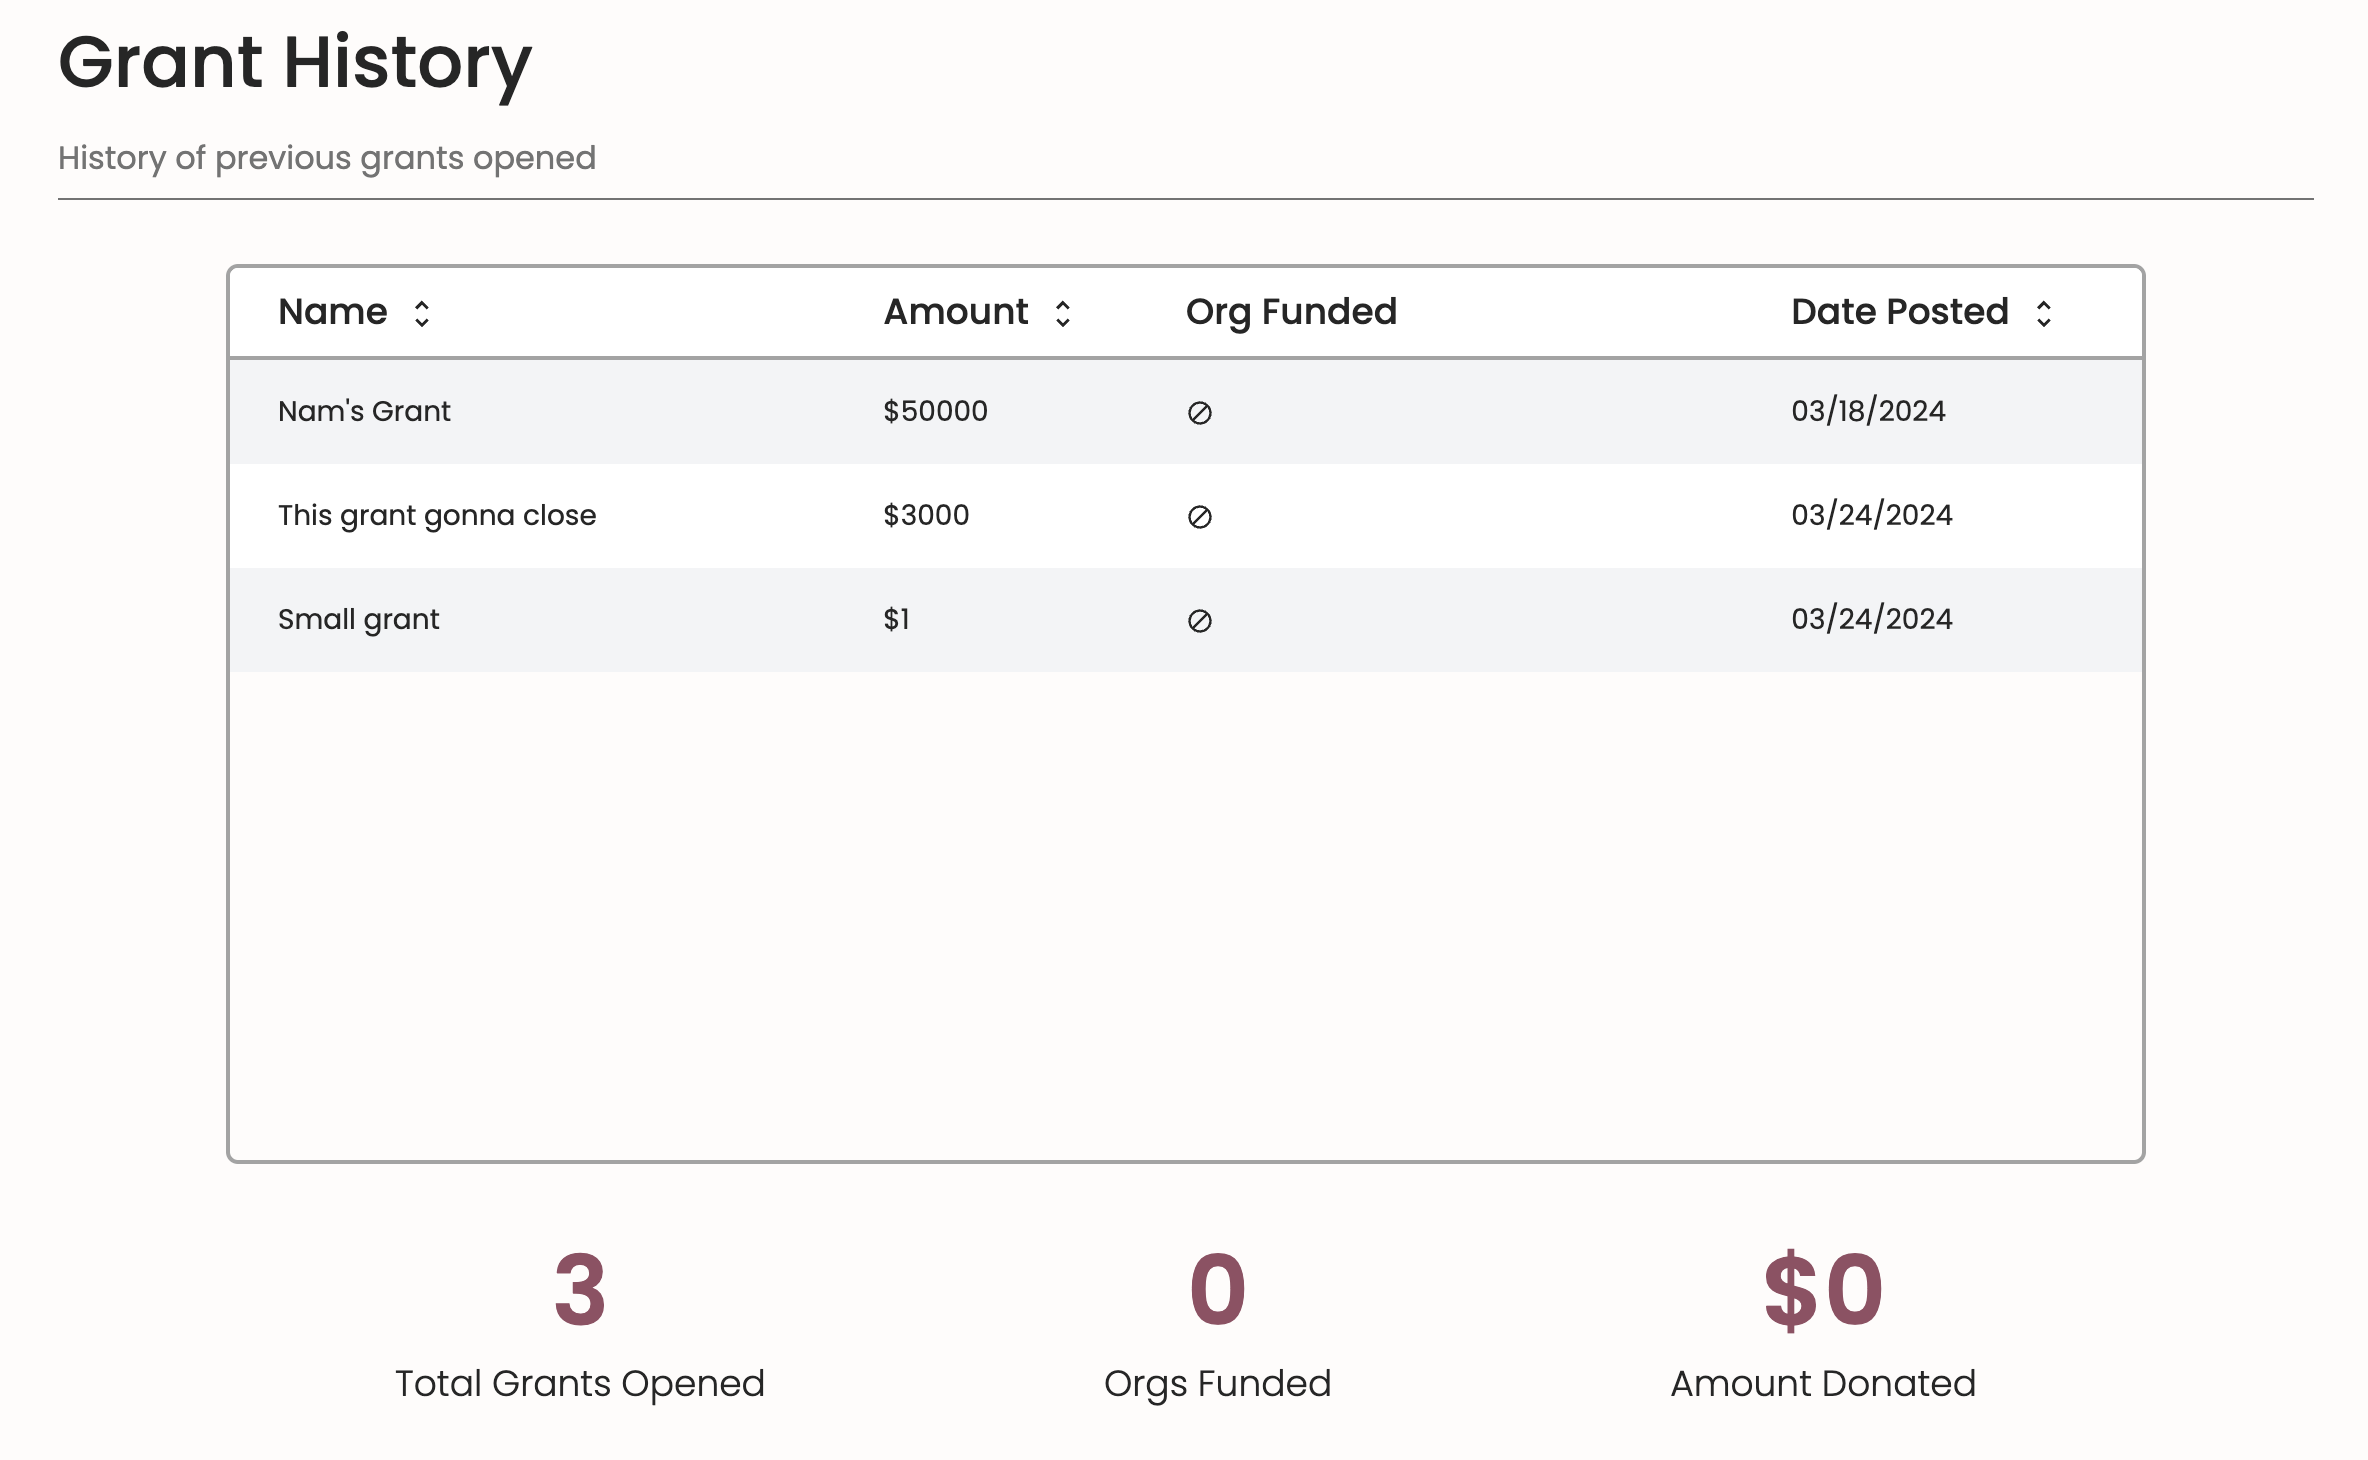 Grant History
History of previous grants opened
Name Amount Org Funded Date Posted
Nam's Grant $50000 03/18/2024
This grant gonna close $3000 03/24/2024
Small grant $1 03/24/2024
3 0 $0
Total Grants Opened Orgs Funded Amount Donated